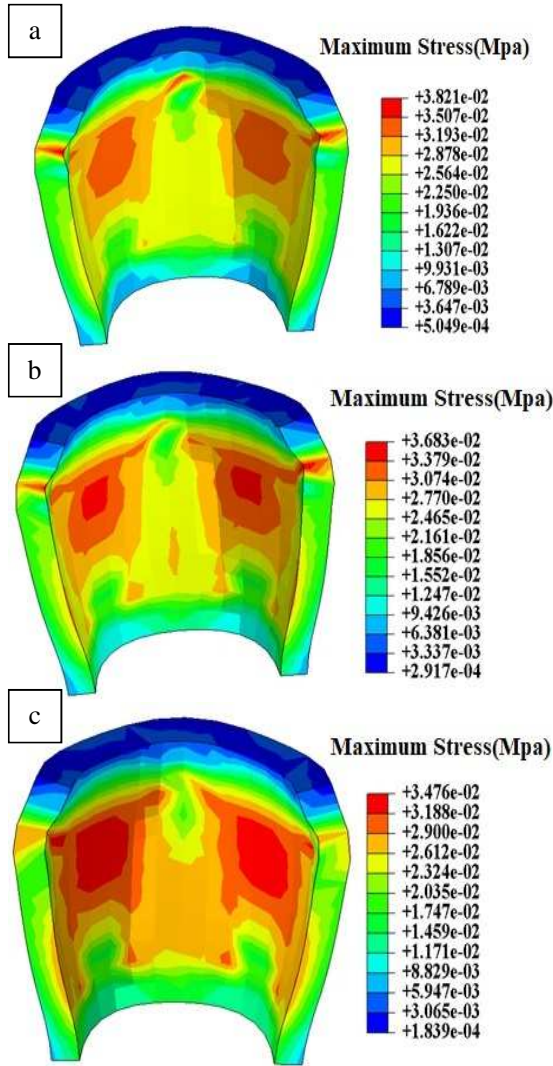 a
Maximum Stress(Mpa)
+3.821e-02
+3.507e-02
+3.193e-02
+2.878e-02
+2.564e-02
+2.250e-02
+1.936e-02
+1.622e-02
+1.307e-02
+9.931e-03
+6.789e-03
+3.647e-03
+5.049e-04
b
Maximum Stress(Mpa)
+3.683e-02
+3.379e-02
+3.074e-02
+2.770e-02
+2.465e-02
+2.161e-02
+1.856e-02
+1.552e-02
+1.247e-02
+9.426e-03
+6.381e-03
+3.337e-03
+2.917e-04
c
Maximum Stress(Mpa)
+3.476e-02
+3.188e-02
+2.900e-02
+2.612e-02
+2.324e-02
+2.035e-02
+1.747e-02
+1.459e-02
+1.171e-02
+8.829e-03
+5.947e-03
+3.065e-03
+1.839e-04